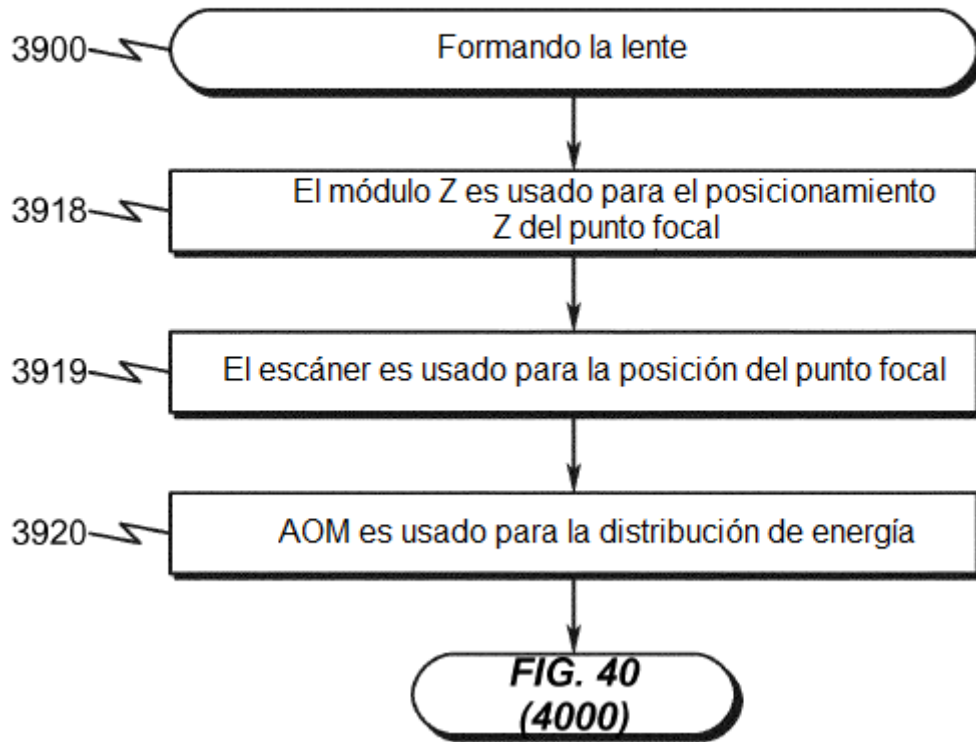 3900
Formando la lente
3918
El módulo Z es usado para el posicionamiento
Z del punto focal
3919
El escáner es usado para la posición del punto focal
3920
AOM es usado para la distribución de energía
FIG. 40
(4000)